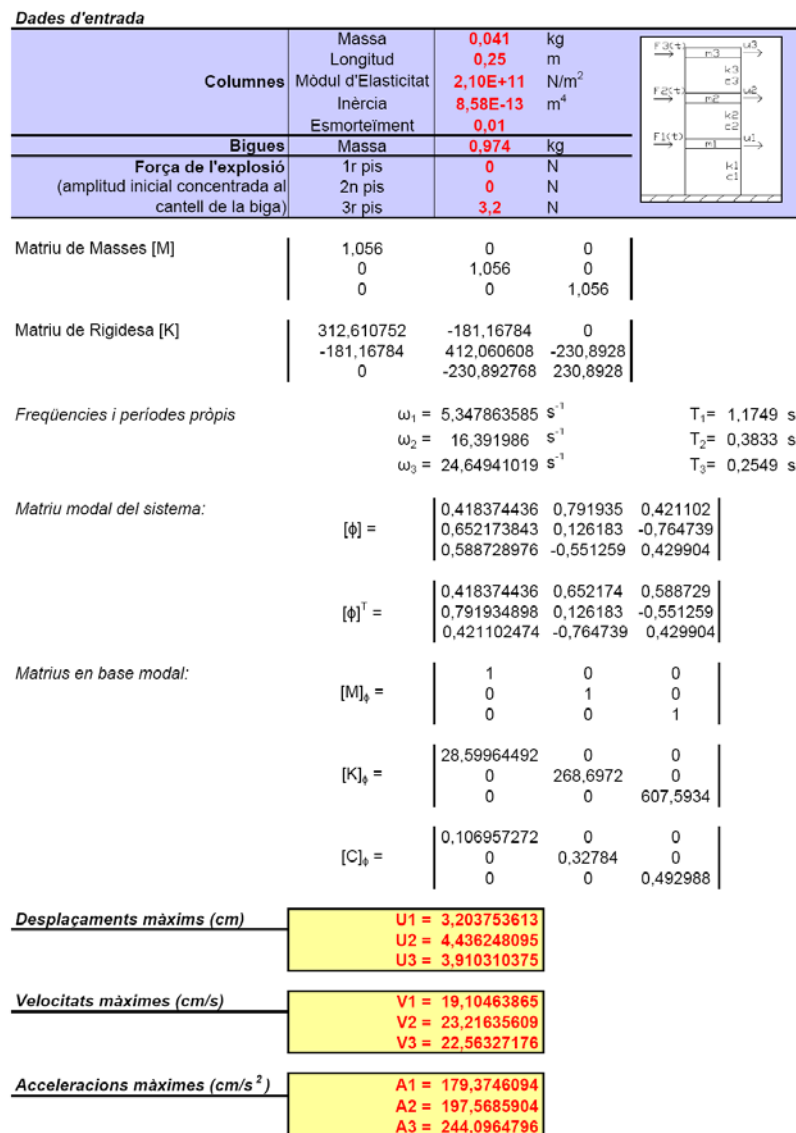 Dades d'entrada
Massa 0,041 kg
Longitud 0,25 m
Columnes Mòdul d'Elasticitat 2,10E+11 N/m²
Inèrcia 8,58E-13 m⁴
Esmorteïment 0,01
Bigues Massa 0,974 kg
Força de l'explosió 1r pis 0 N
(amplitud inicial concentrada al 2n pis 0 N
cantell de la biga) 3r pis 3,2 N
F3(t) m3 u3
k3
c3
F2(t) m2 u2
k2
c2
F1(t) m1 u1
k1
c1
Matriu de Masses [M] 1,056 0 0
0 1,056 0
0 0 1,056
Matriu de Rigidesa [K] 312,610752 -181,16784 0
-181,16784 412,060608 -230,8928
0 -230,892768 230,8928
Freqüencies i períodes pròpis ω₁ = 5,347863585 s⁻¹ T₁= 1,1749 s
ω₂ = 16,391986 s⁻¹ T₂= 0,3833 s
ω₃ = 24,64941019 s⁻¹ T₃= 0,2549 s
Matriu modal del sistema: 0,418374436 0,791935 0,421102
[ϕ] = 0,652173843 0,126183 -0,764739
0,588728976 -0,551259 0,429904
0,418374436 0,652174 0,588729
[ϕ]ᵀ = 0,791934898 0,126183 -0,551259
0,421102474 -0,764739 0,429904
Matrius en base modal: 1 0 0
[M]ᵩ = 0 1 0
0 0 1
28,59964492 0 0
[K]ᵩ = 0 268,6972 0
0 0 607,5934
0,106957272 0 0
[C]ᵩ = 0 0,32784 0
0 0 0,492988
Desplaçaments màxims (cm) U1 = 3,203753613
U2 = 4,436248095
U3 = 3,910310375
Velocitats màximes (cm/s) V1 = 19,10463865
V2 = 23,21635609
V3 = 22,56327176
Acceleracions màximes (cm/s²) A1 = 179,3746094
A2 = 197,5685904
A3 = 244,0964796